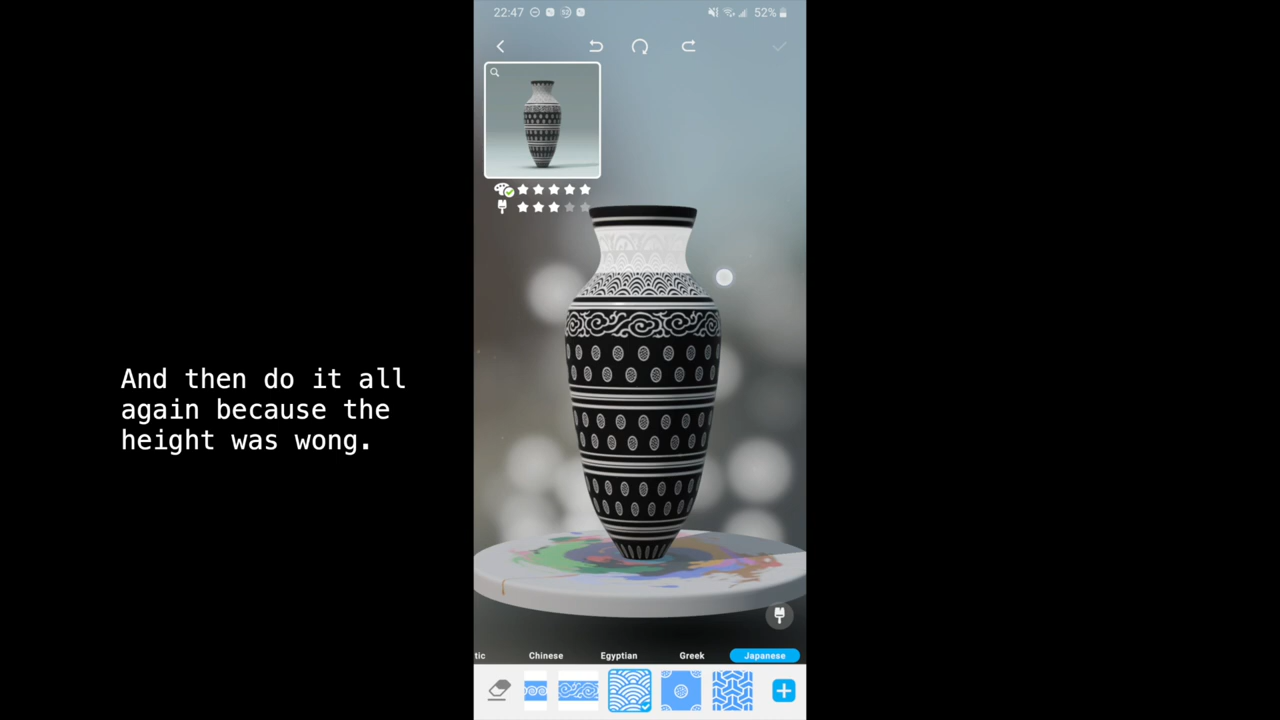 22:47
52%
And then do it all
again because the
height was wong.
tic
Chinese
Egyptian
Greek
Japanese